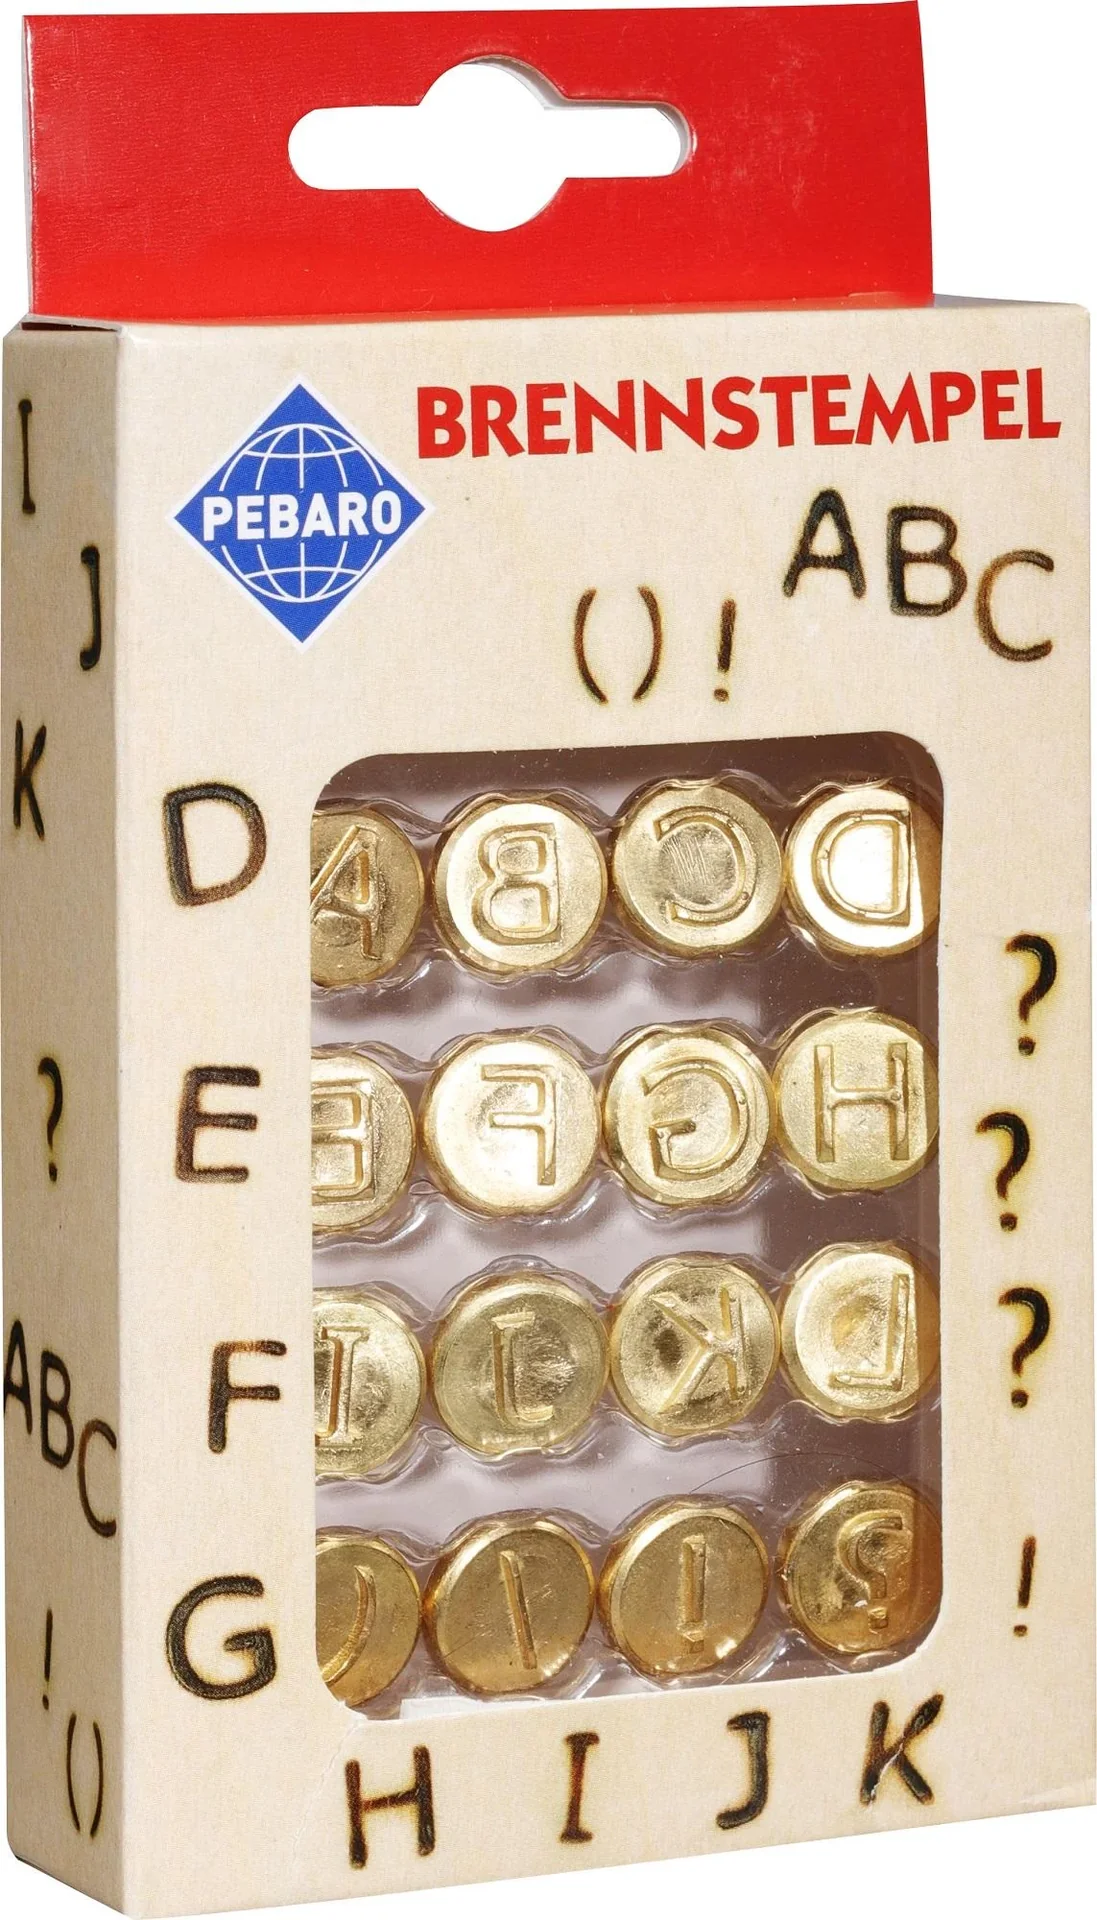 BRENNSTEMPEL
PEBARO
ABC
()!
D
E
F
G
H I J K
?
?
?
!
I
J
K
?
ABC
!
()
A B C D
E F G H
I J K L
( \ ! ?